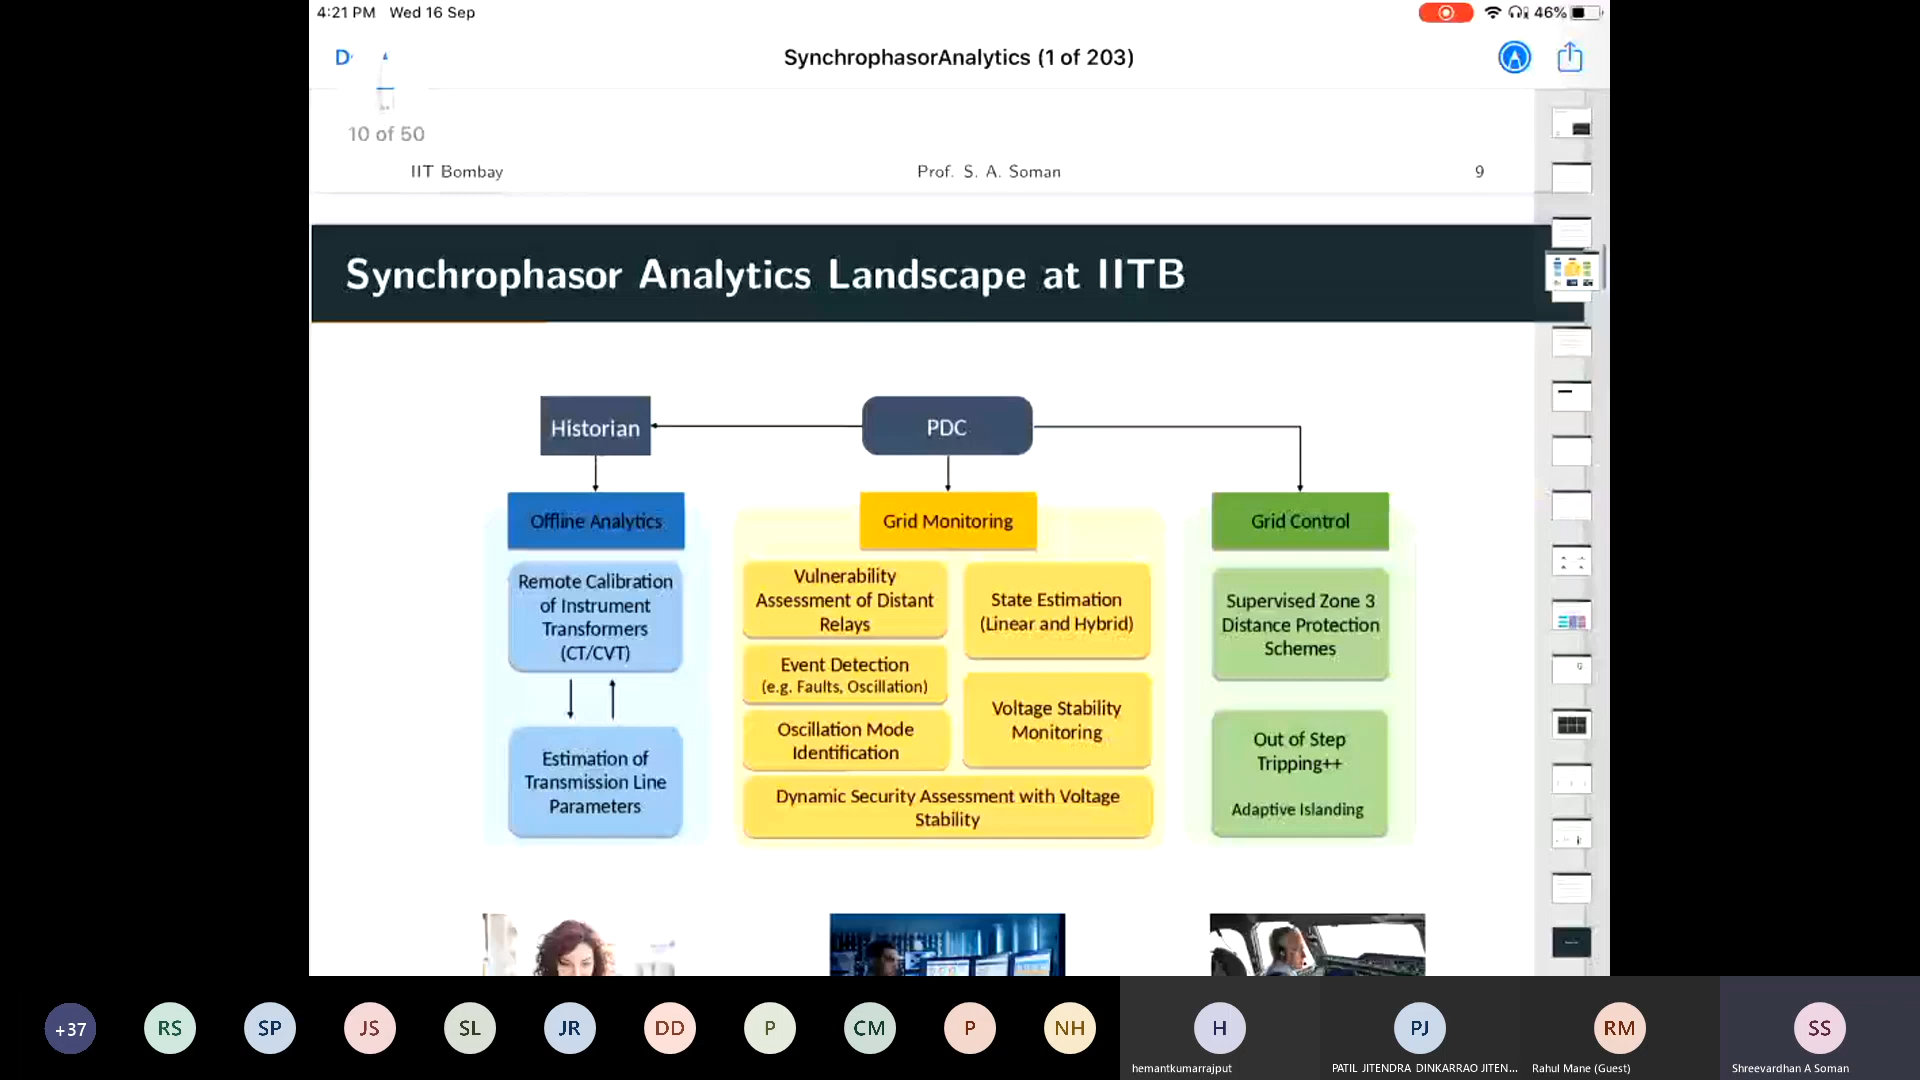 4:21 PM Wed 16 Sep
46%
SynchrophasorAnalytics (1 of 203)
10 of 50
IIT Bombay
Prof. S. A. Soman
9
Synchrophasor Analytics Landscape at IITB
Historian
PDC
Offline Analytics
Grid Monitoring
Grid Control
Remote Calibration
of Instrument
Transformers
(CT/CVT)
Estimation of
Transmission Line
Parameters
Vulnerability
Assessment of Distant
Relays
Event Detection
(e.g. Faults, Oscillation)
Oscillation Mode
Identification
State Estimation
(Linear and Hybrid)
Voltage Stability
Monitoring
Dynamic Security Assessment with Voltage
Stability
Supervised Zone 3
Distance Protection
Schemes
Out of Step
Tripping++
Adaptive Islanding
+37
RS
SP
JS
SL
JR
DD
P
CM
P
NH
H
hemantkumarrajput
PJ
PATIL JITENDRA DINKARRAO JITEN...
RM
Rahul Mane (Guest)
SS
Shreevardhan A Soman